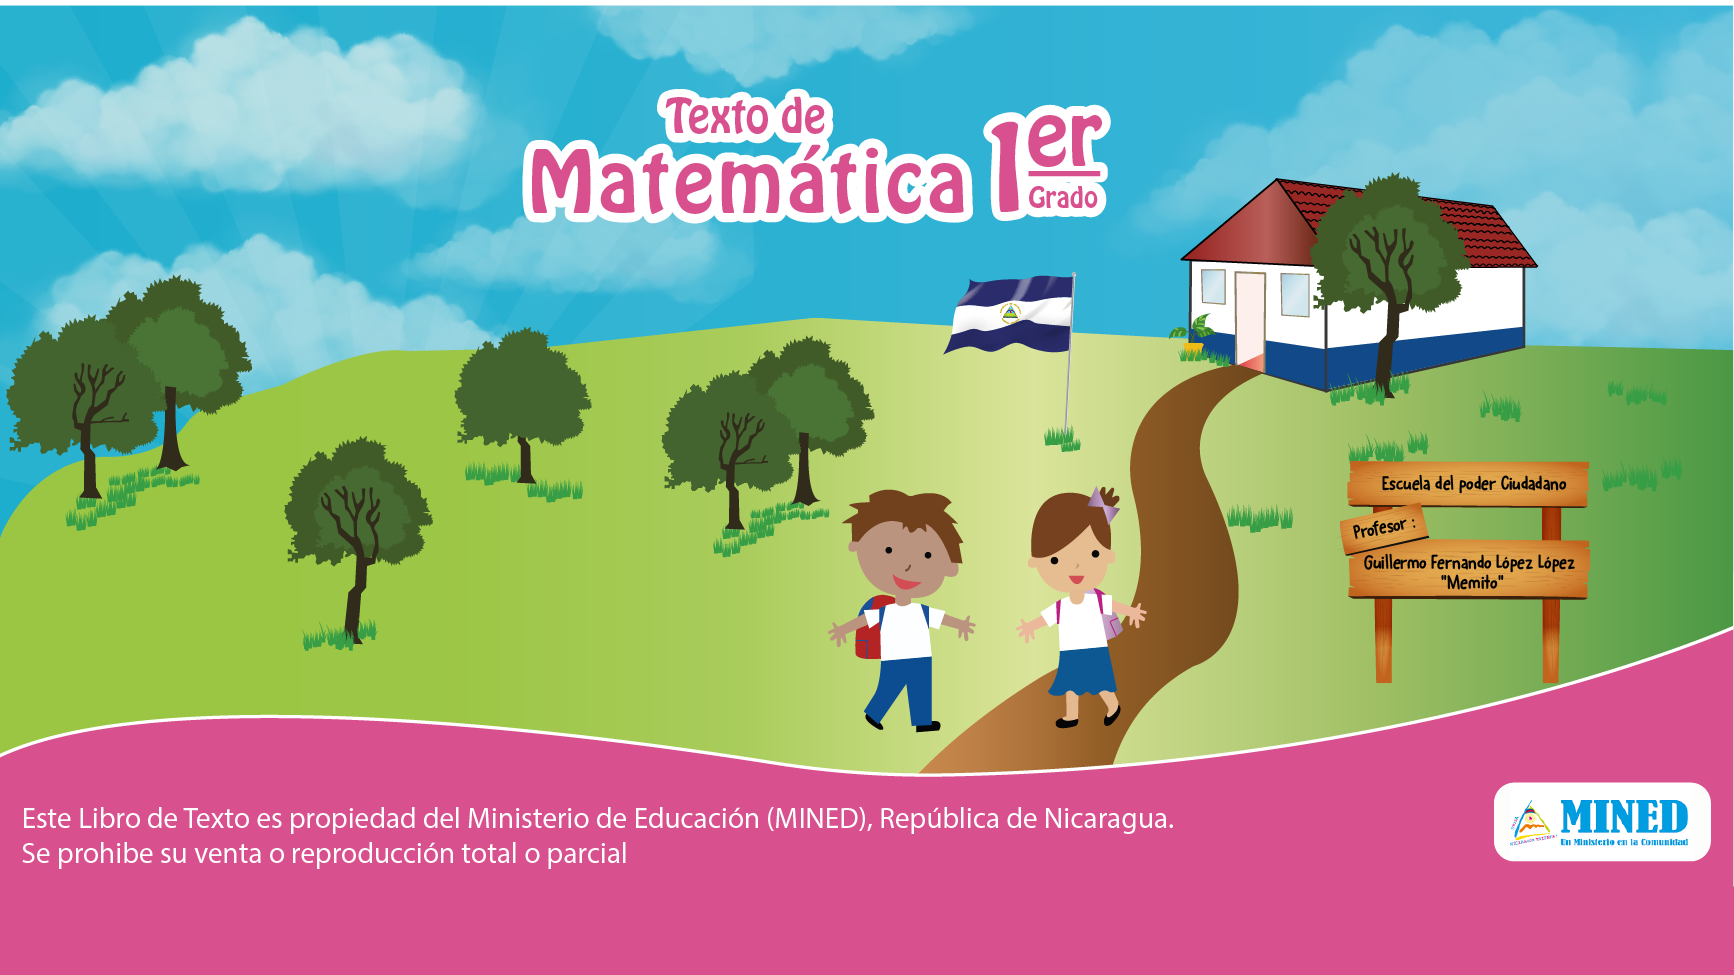 Texto de
Matemática 1er
Grado
Escuela del poder Ciudadano
Profesor :
Guillermo Fernando López López
"Memito"
Este Libro de Texto es propiedad del Ministerio de Educación (MINED), República de Nicaragua.
Se prohibe su venta o reproducción total o parcial
MINED
Un Ministerio en la Comunidad